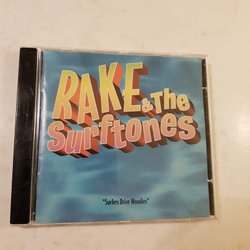 RAKE & The
Surftones
"Surfers Drive Woodies"